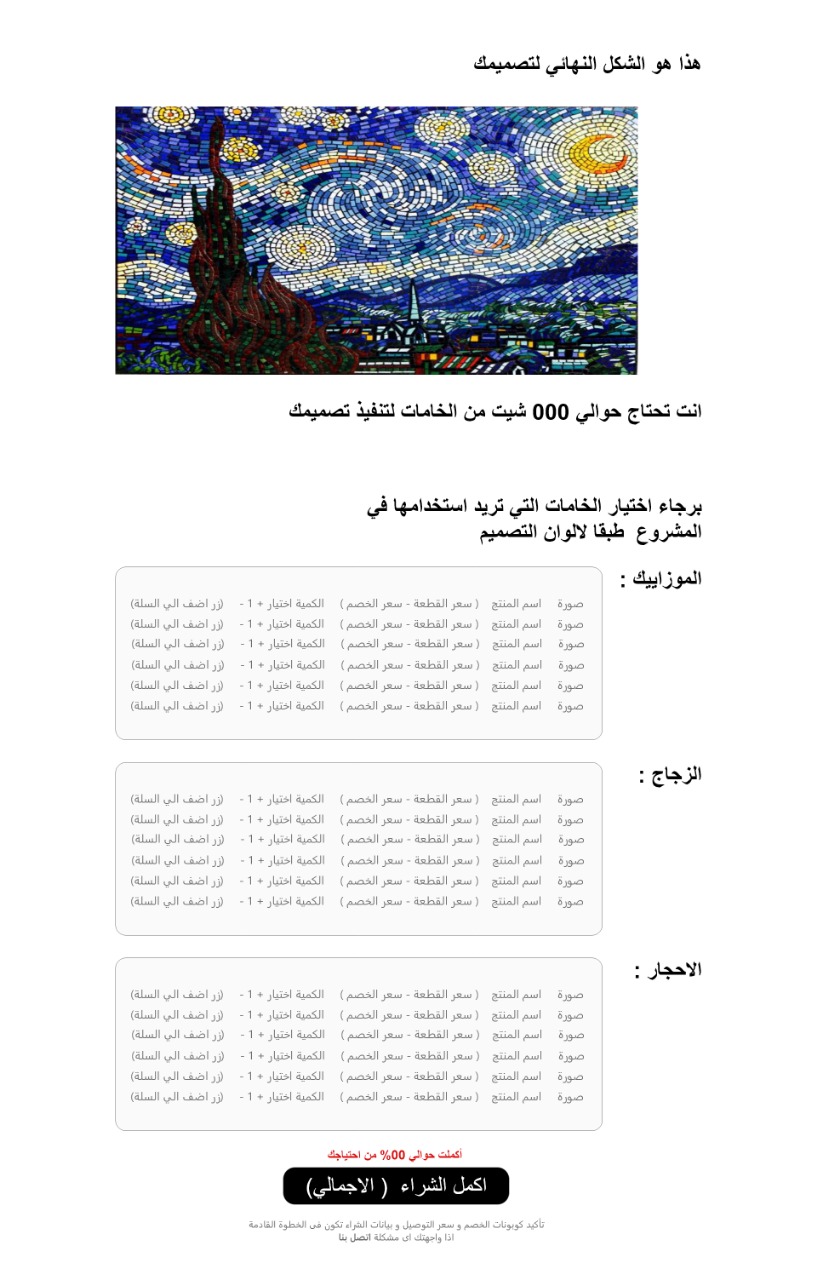 هذا هو الشكل النهائي لتصميمك
انت تحتاج حوالي 000 شيت من الخامات لتنفيذ تصميمك
برجاء اختيار الخامات التي تريد استخدامها في
المشروع طبقا لالوان التصميم
الموزاييك :
صورة اسم المنتج ( سعر القطعة - سعر الخصم ) الكمية اختيار + 1 - (زر اضف الي السلة)
صورة اسم المنتج ( سعر القطعة - سعر الخصم ) الكمية اختيار + 1 - (زر اضف الي السلة)
صورة اسم المنتج ( سعر القطعة - سعر الخصم ) الكمية اختيار + 1 - (زر اضف الي السلة)
صورة اسم المنتج ( سعر القطعة - سعر الخصم ) الكمية اختيار + 1 - (زر اضف الي السلة)
صورة اسم المنتج ( سعر القطعة - سعر الخصم ) الكمية اختيار + 1 - (زر اضف الي السلة)
صورة اسم المنتج ( سعر القطعة - سعر الخصم ) الكمية اختيار + 1 - (زر اضف الي السلة)
الزجاج :
صورة اسم المنتج ( سعر القطعة - سعر الخصم ) الكمية اختيار + 1 - (زر اضف الي السلة)
صورة اسم المنتج ( سعر القطعة - سعر الخصم ) الكمية اختيار + 1 - (زر اضف الي السلة)
صورة اسم المنتج ( سعر القطعة - سعر الخصم ) الكمية اختيار + 1 - (زر اضف الي السلة)
صورة اسم المنتج ( سعر القطعة - سعر الخصم ) الكمية اختيار + 1 - (زر اضف الي السلة)
صورة اسم المنتج ( سعر القطعة - سعر الخصم ) الكمية اختيار + 1 - (زر اضف الي السلة)
صورة اسم المنتج ( سعر القطعة - سعر الخصم ) الكمية اختيار + 1 - (زر اضف الي السلة)
الاحجار :
صورة اسم المنتج ( سعر القطعة - سعر الخصم ) الكمية اختيار + 1 - (زر اضف الي السلة)
صورة اسم المنتج ( سعر القطعة - سعر الخصم ) الكمية اختيار + 1 - (زر اضف الي السلة)
صورة اسم المنتج ( سعر القطعة - سعر الخصم ) الكمية اختيار + 1 - (زر اضف الي السلة)
صورة اسم المنتج ( سعر القطعة - سعر الخصم ) الكمية اختيار + 1 - (زر اضف الي السلة)
صورة اسم المنتج ( سعر القطعة - سعر الخصم ) الكمية اختيار + 1 - (زر اضف الي السلة)
صورة اسم المنتج ( سعر القطعة - سعر الخصم ) الكمية اختيار + 1 - (زر اضف الي السلة)
أكملت حوالي 00% من احتياجك
اكمل الشراء ( الاجمالي)
تأكيد كوبونات الخصم و سعر التوصيل و بيانات الشراء تكون فى الخطوة القادمة
اذا واجهتك اى مشكلة اتصل بنا